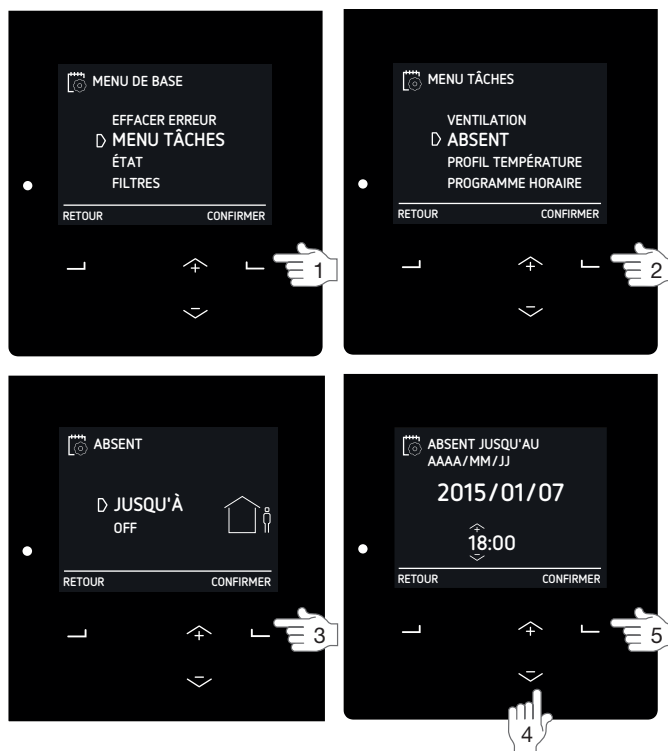 MENU DE BASE
EFFACER ERREUR
MENU TÂCHES
ÉTAT
FILTRES
RETOUR CONFIRMER
1
MENU TÂCHES
VENTILATION
ABSENT
PROFIL TEMPÉRATURE
PROGRAMME HORAIRE
RETOUR CONFIRMER
2
ABSENT
JUSQU'À
OFF
RETOUR CONFIRMER
3
ABSENT JUSQU'AU
AAAA/MM/JJ
2015/01/07
18:00
RETOUR CONFIRMER
5
4